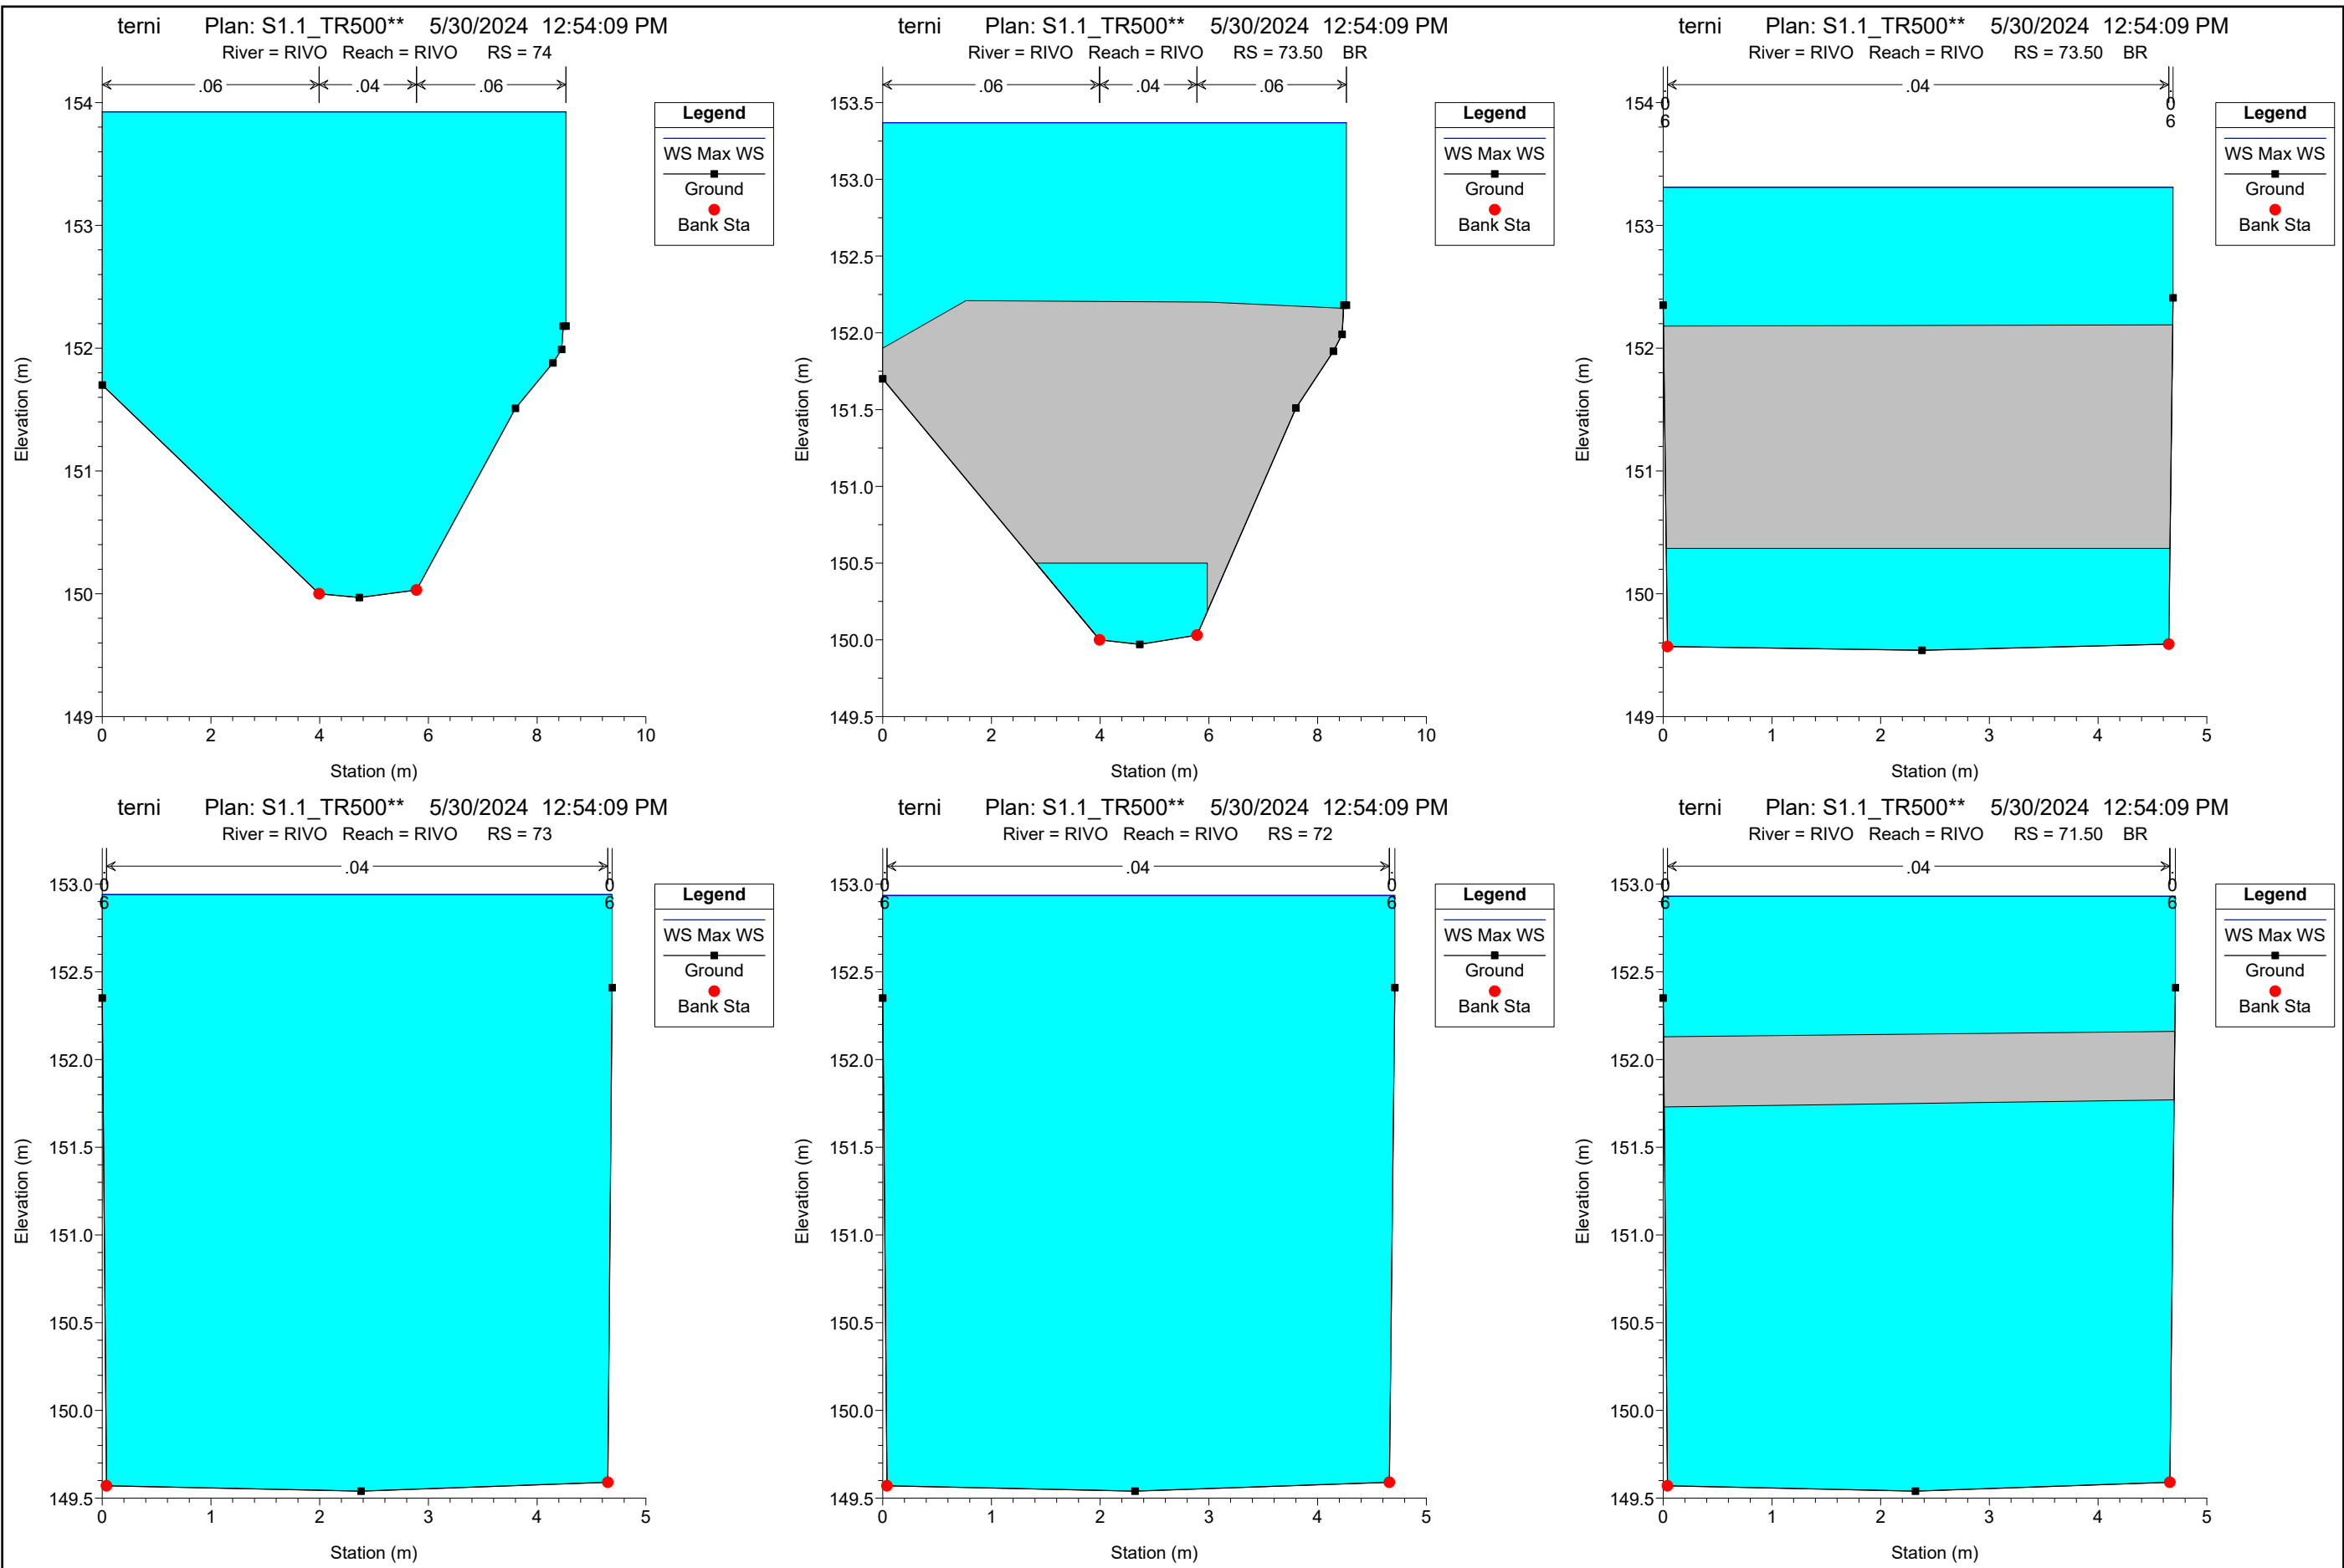 terni Plan: S1.1_TR500** 5/30/2024 12:54:09 PM
River = RIVO Reach = RIVO RS = 74
.06 .04 .06
154
153
152
151
150
149
0 2 4 6 8 10
Elevation (m)
Station (m)
Legend
WS Max WS
Ground
Bank Sta
terni Plan: S1.1_TR500** 5/30/2024 12:54:09 PM
River = RIVO Reach = RIVO RS = 73.50 BR
.06 .04 .06
153.5
153.0
152.5
152.0
151.5
151.0
150.5
150.0
149.5
0 2 4 6 8 10
Elevation (m)
Station (m)
Legend
WS Max WS
Ground
Bank Sta
terni Plan: S1.1_TR500** 5/30/2024 12:54:09 PM
River = RIVO Reach = RIVO RS = 73.50 BR
.06 .04 .06
154
153
152
151
150
149
0 1 2 3 4 5
Elevation (m)
Station (m)
Legend
WS Max WS
Ground
Bank Sta
terni Plan: S1.1_TR500** 5/30/2024 12:54:09 PM
River = RIVO Reach = RIVO RS = 73
.06 .04 .06
153.0
152.5
152.0
151.5
151.0
150.5
150.0
149.5
0 1 2 3 4 5
Elevation (m)
Station (m)
Legend
WS Max WS
Ground
Bank Sta
terni Plan: S1.1_TR500** 5/30/2024 12:54:09 PM
River = RIVO Reach = RIVO RS = 72
.06 .04 .06
153.0
152.5
152.0
151.5
151.0
150.5
150.0
149.5
0 1 2 3 4 5
Elevation (m)
Station (m)
Legend
WS Max WS
Ground
Bank Sta
terni Plan: S1.1_TR500** 5/30/2024 12:54:09 PM
River = RIVO Reach = RIVO RS = 71.50 BR
.06 .04 .06
153.0
152.5
152.0
151.5
151.0
150.5
150.0
149.5
0 1 2 3 4 5
Elevation (m)
Station (m)
Legend
WS Max WS
Ground
Bank Sta